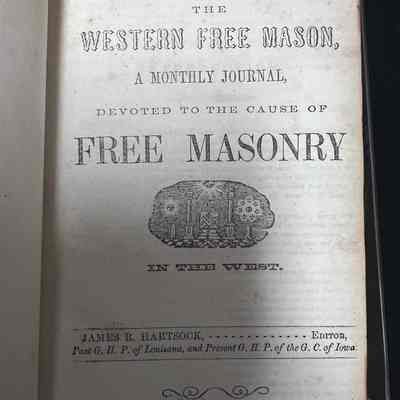 THE
WESTERN FREE MASON,
A MONTHLY JOURNAL,
DEVOTED TO THE CAUSE OF
FREE MASONRY
IN THE WEST.
JAMES R. HARTSOCK, - - - - - - - - - - - - - EDITOR,
Past G. H. P. of Louisana, and Present G. H. P. of the G. C. of Iowa.